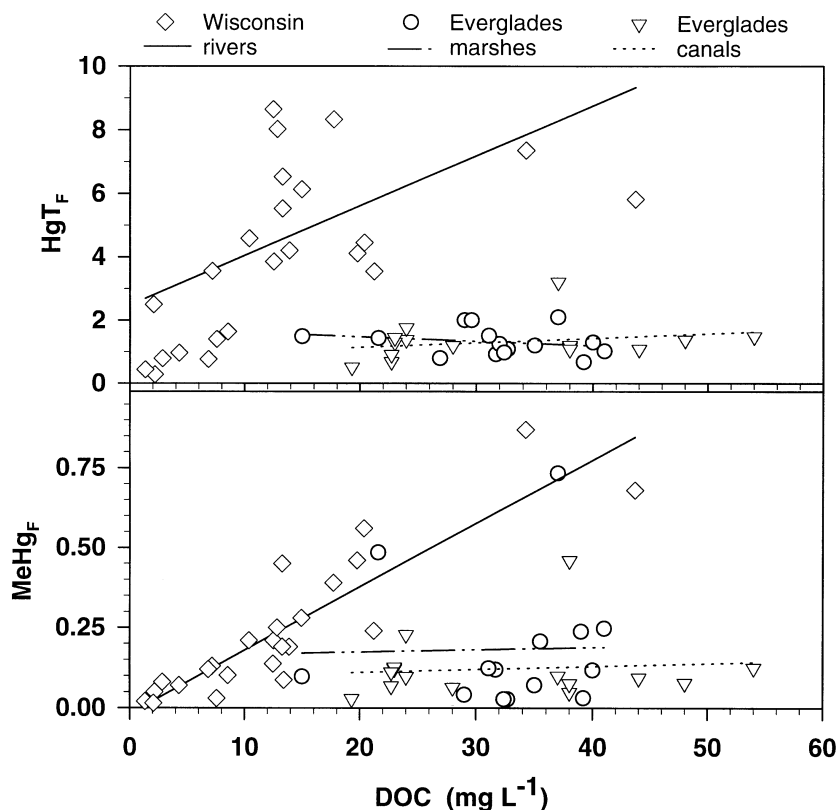 Wisconsin rivers
Everglades marshes
Everglades canals
10
8
6
4
2
0
HgT_F
0.75
0.50
0.25
0.00
MeHg_F
0 10 20 30 40 50 60
DOC (mg L⁻¹)